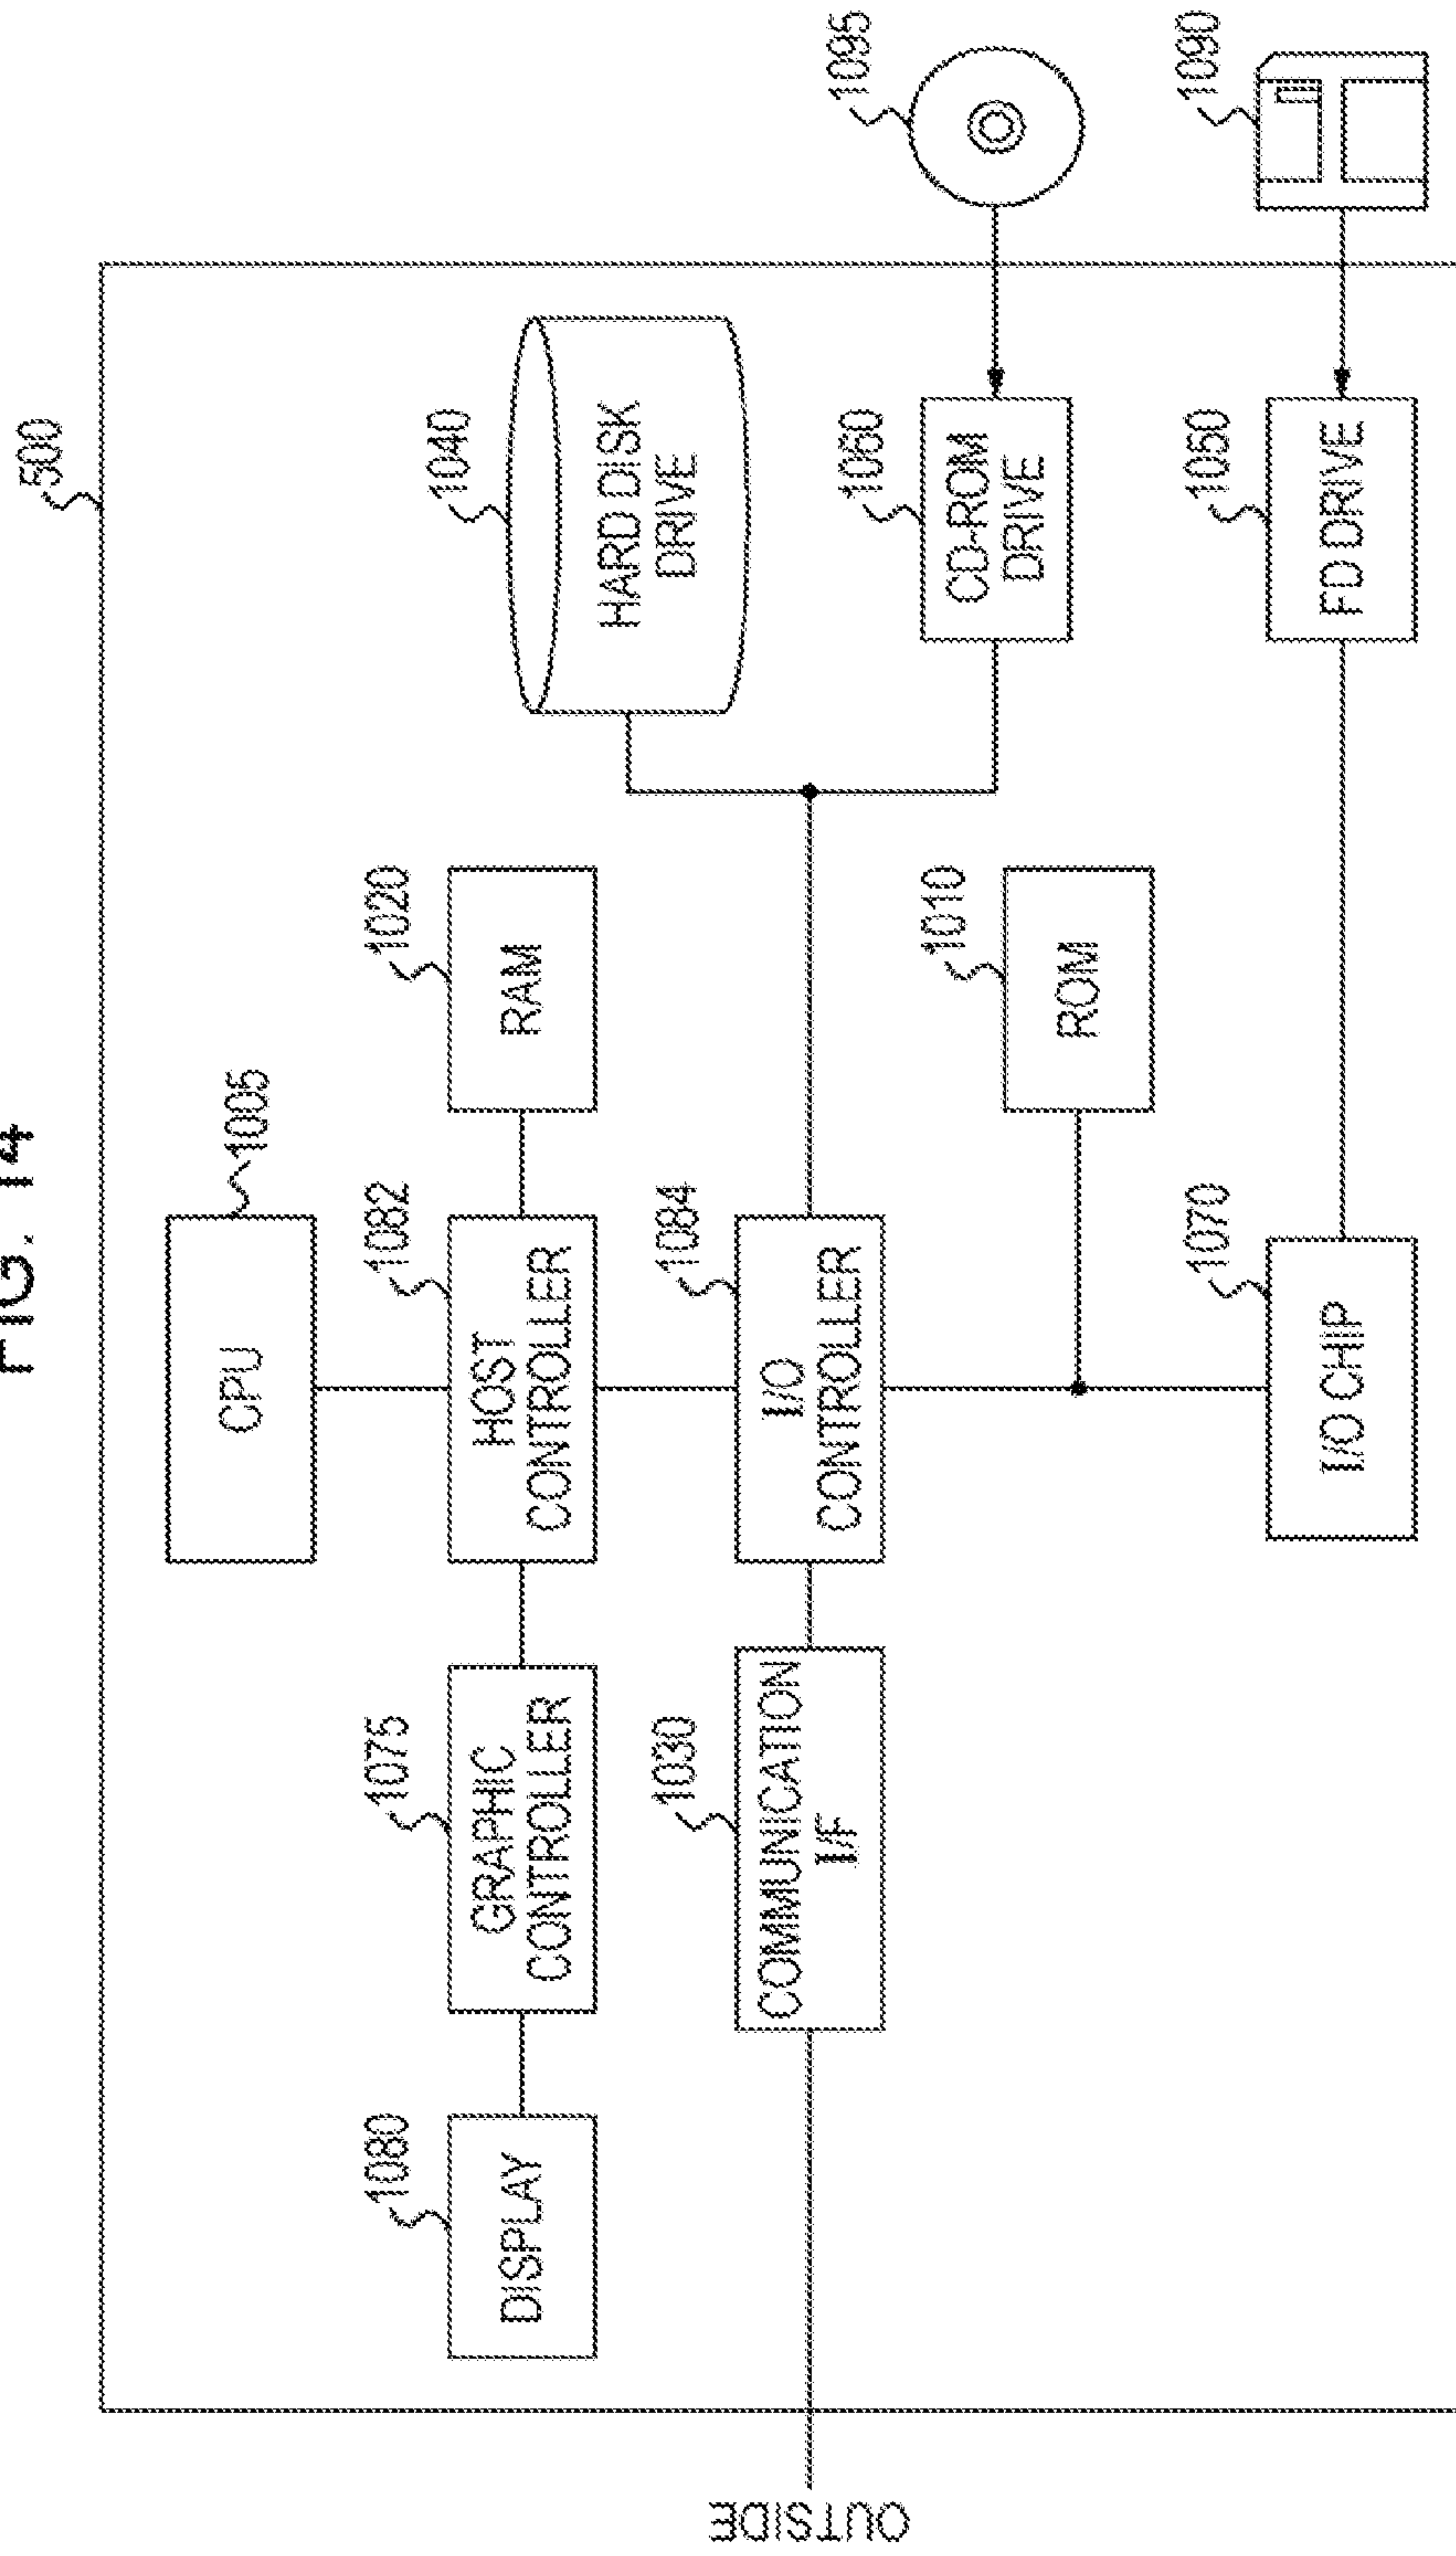 FIG. 14
500
CPU
1005
DISPLAY
1080
GRAPHIC
CONTROLLER
1075
HOST
CONTROLLER
1082
RAM
1020
HARD DISK
DRIVE
1040
OUTSIDE
COMMUNICATION
I/F
1030
I/O
CONTROLLER
1084
CD-ROM
DRIVE
1060
1095
ROM
1010
I/O CHIP
1070
FD DRIVE
1050
1090